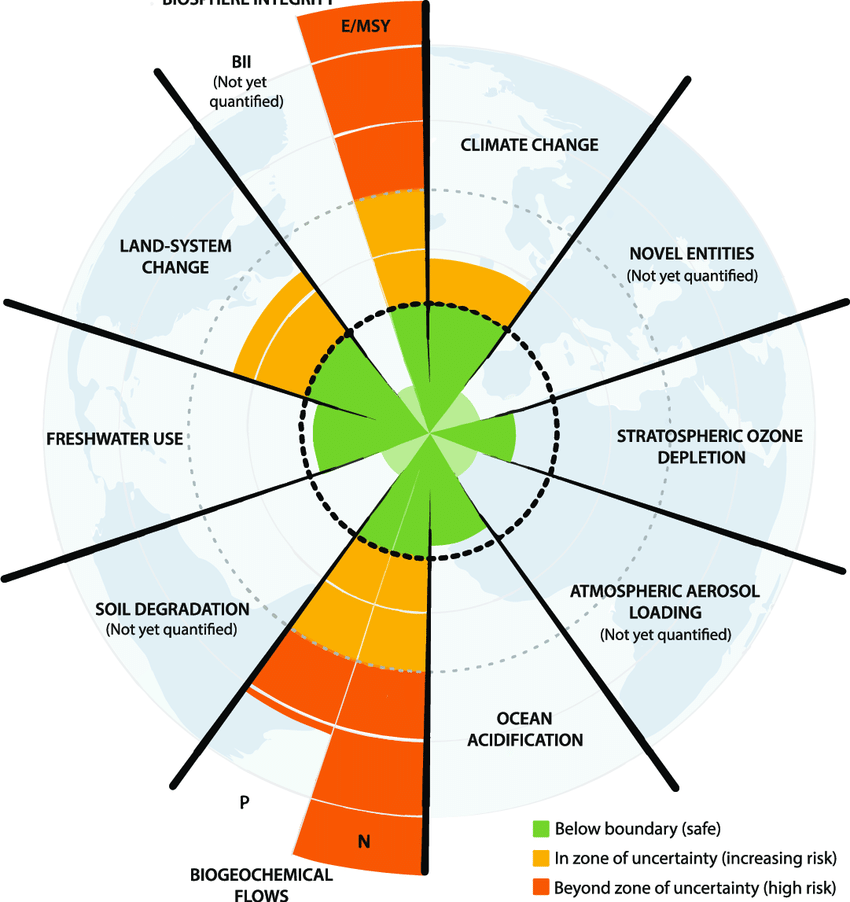 BIOSPHERE INTEGRITY
E/MSY
BII
(Not yet
quantified)
CLIMATE CHANGE
LAND-SYSTEM
CHANGE
NOVEL ENTITIES
(Not yet quantified)
FRESHWATER USE
STRATOSPHERIC OZONE
DEPLETION
SOIL DEGRADATION
(Not yet quantified)
ATMOSPHERIC AEROSOL
LOADING
(Not yet quantified)
OCEAN
ACIDIFICATION
P
N
BIOGEOCHEMICAL
FLOWS
Below boundary (safe)
In zone of uncertainty (increasing risk)
Beyond zone of uncertainty (high risk)